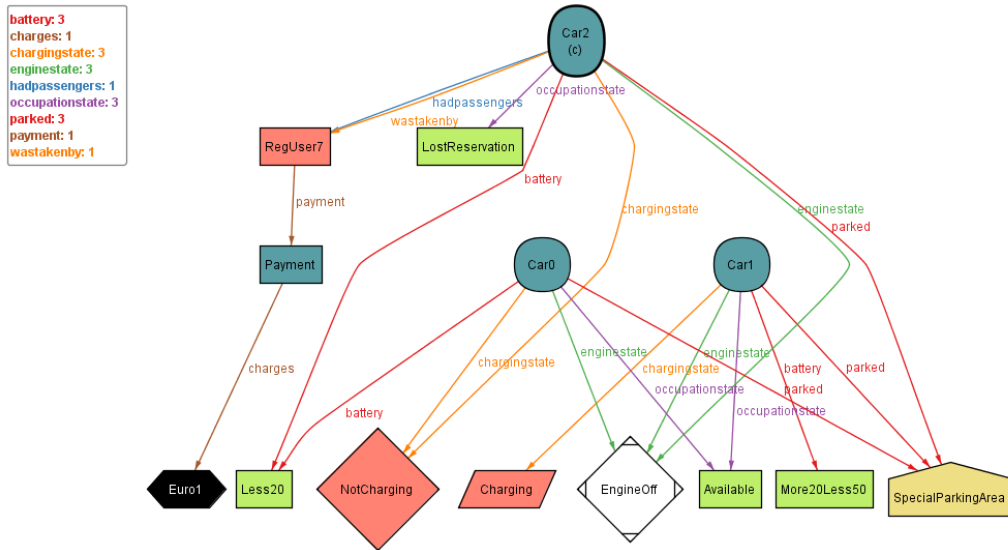 battery: 3
charges: 1
chargingstate: 3
enginestate: 3
hadpassengers: 1
occupationstate: 3
parked: 3
payment: 1
wastakenby: 1
Car2
(c)
hadpassengers
occupationstate
wastakenby
RegUser7
LostReservation
battery
payment
chargingstate
enginestate
parked
Payment
Car0
Car1
enginestate
enginestate
parked
chargingstate
chargingstate
charges
battery
parked
occupationstate
battery
occupationstate
Euro1
Less20
NotCharging
Charging
EngineOff
Available
More20Less50
SpecialParkingArea